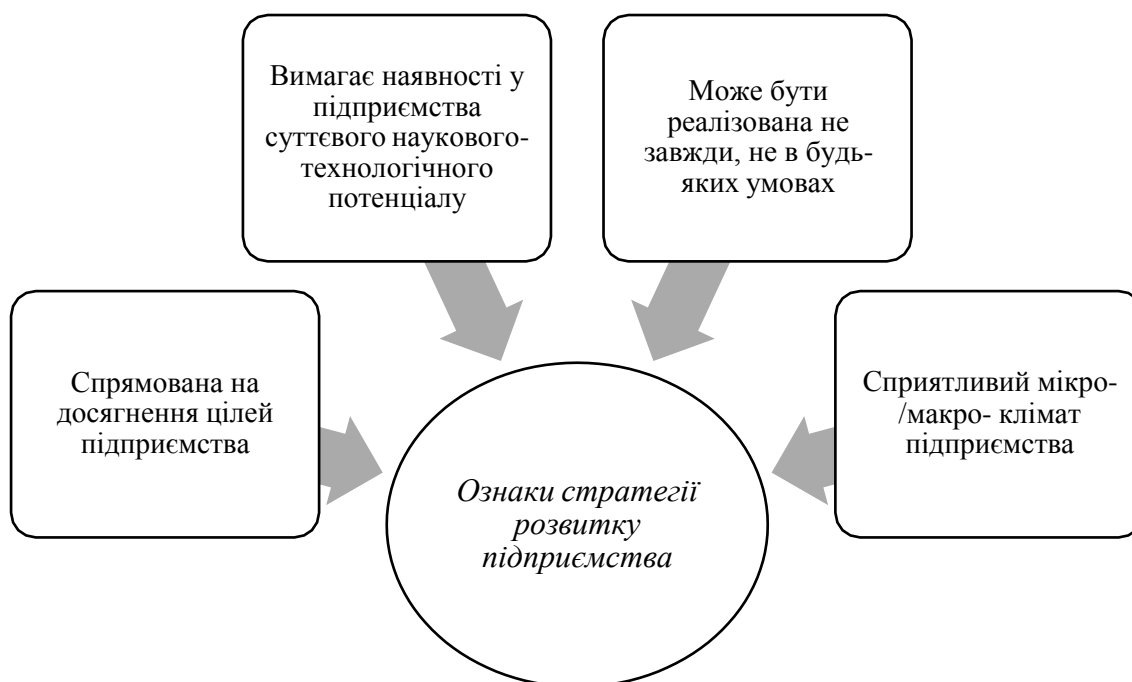 Вимагає наявності у
підприємства
суттєвого наукового-
технологічного
потенціалу
Може бути
реалізована не
завжди, не в будь-
яких умовах
Спрямована на
досягнення цілей
підприємства
Сприятливий мікро-
/макро- клімат
підприємства
Ознаки стратегії
розвитку
підприємства